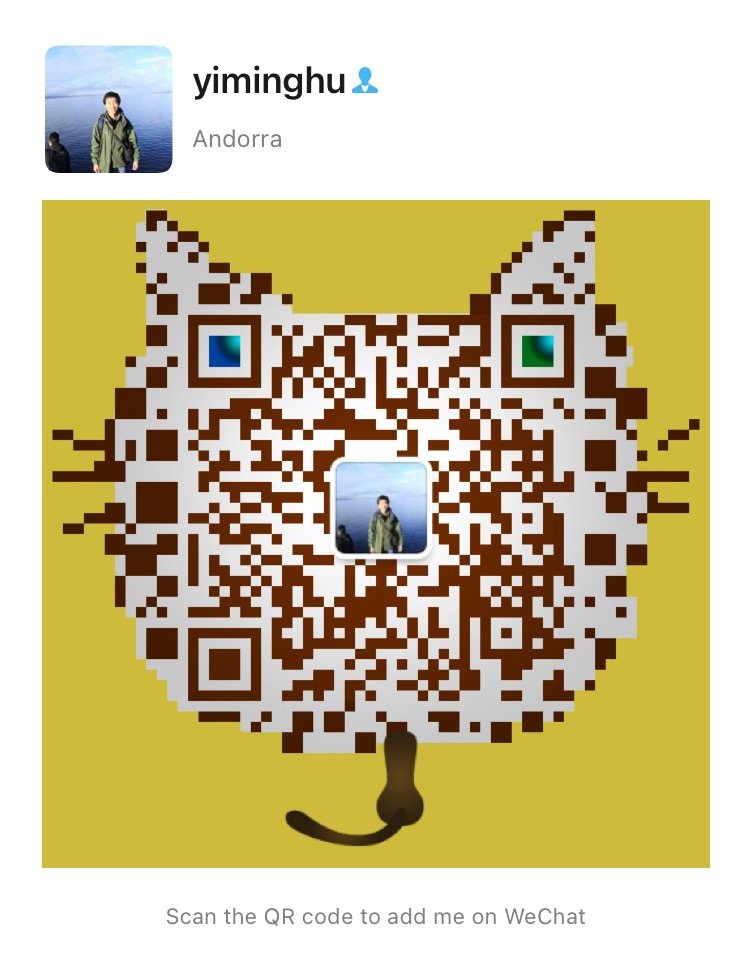 yiminghu
Andorra
Scan the QR code to add me on WeChat